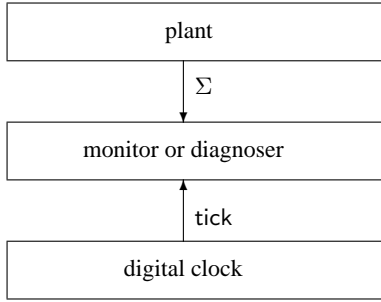 plant
Σ
monitor or diagnoser
tick
digital clock